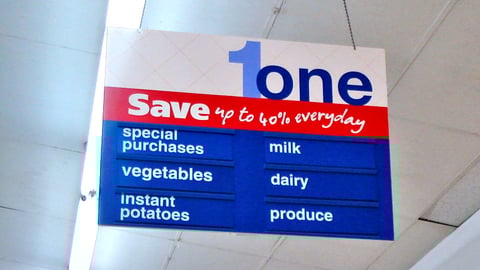 1one
Save up to 40% everyday
special
purchases
vegetables
instant
potatoes
milk
dairy
produce